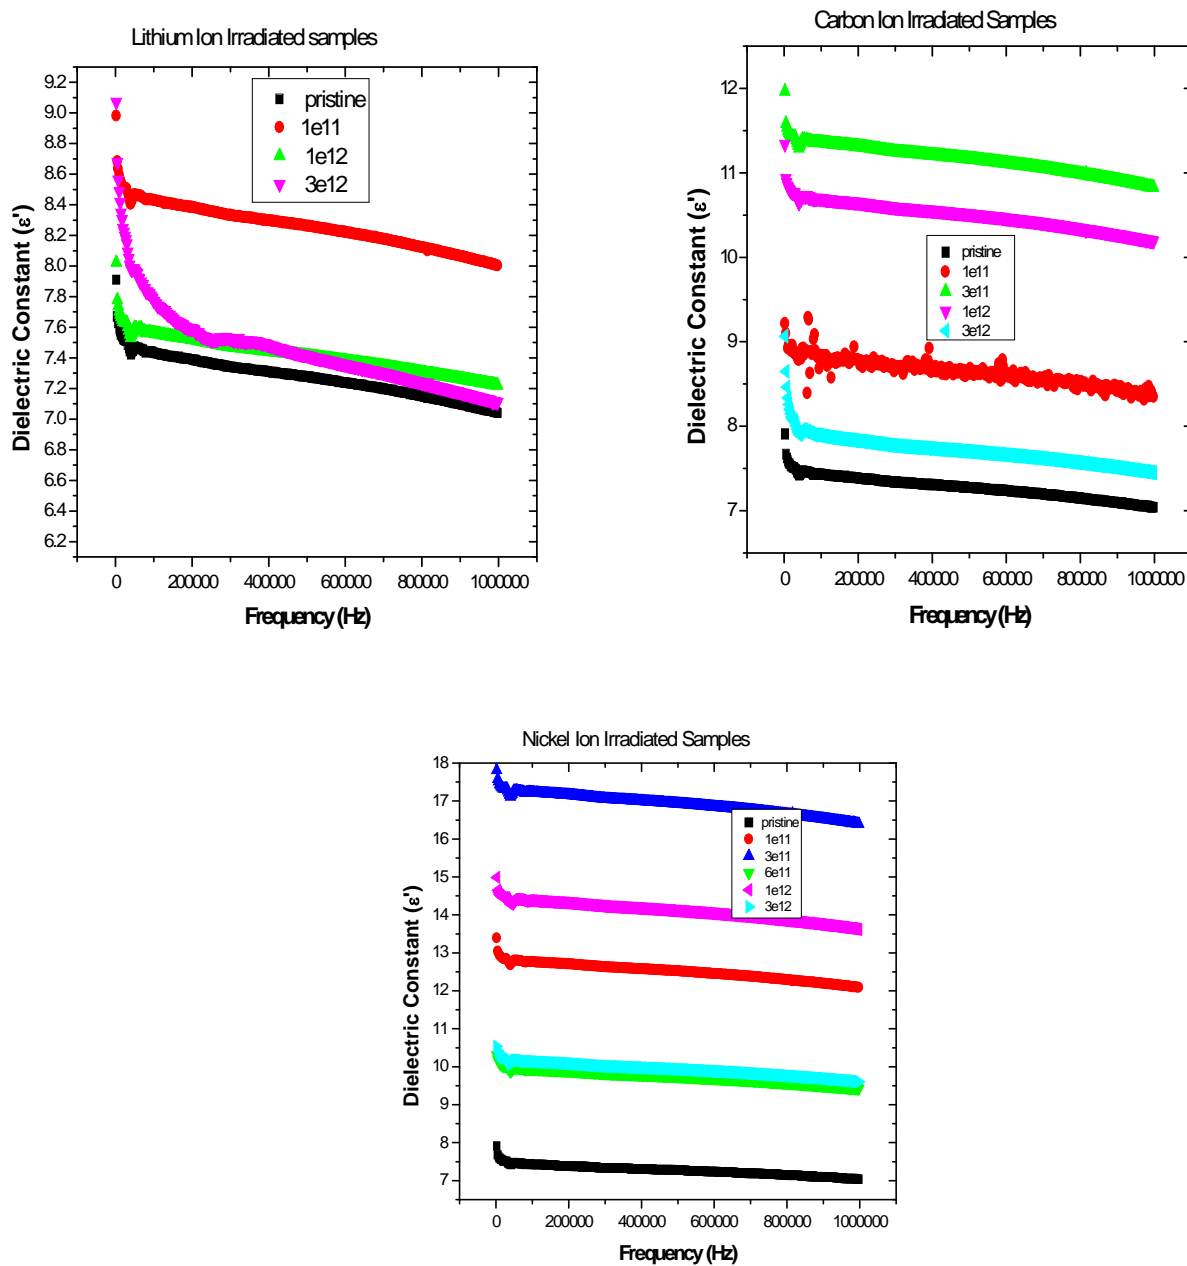 Lithium Ion Irradiated samples
9.2
9.0
8.8
8.6
8.4
8.2
8.0
7.8
7.6
7.4
7.2
7.0
6.8
6.6
6.4
6.2
Dielectric Constant (ε')
pristine
1e11
1e12
3e12
0 200000 400000 600000 800000 1000000
Frequency (Hz)
Carbon Ion Irradiated Samples
12
11
10
9
8
7
Dielectric Constant (ε')
pristine
1e11
3e11
1e12
3e12
0 200000 400000 600000 800000 1000000
Frequency (Hz)
Nickel Ion Irradiated Samples
18
17
16
15
14
13
12
11
10
9
8
7
Dielectric Constant (ε')
pristine
1e11
3e11
6e11
1e12
3e12
0 200000 400000 600000 800000 1000000
Frequency (Hz)